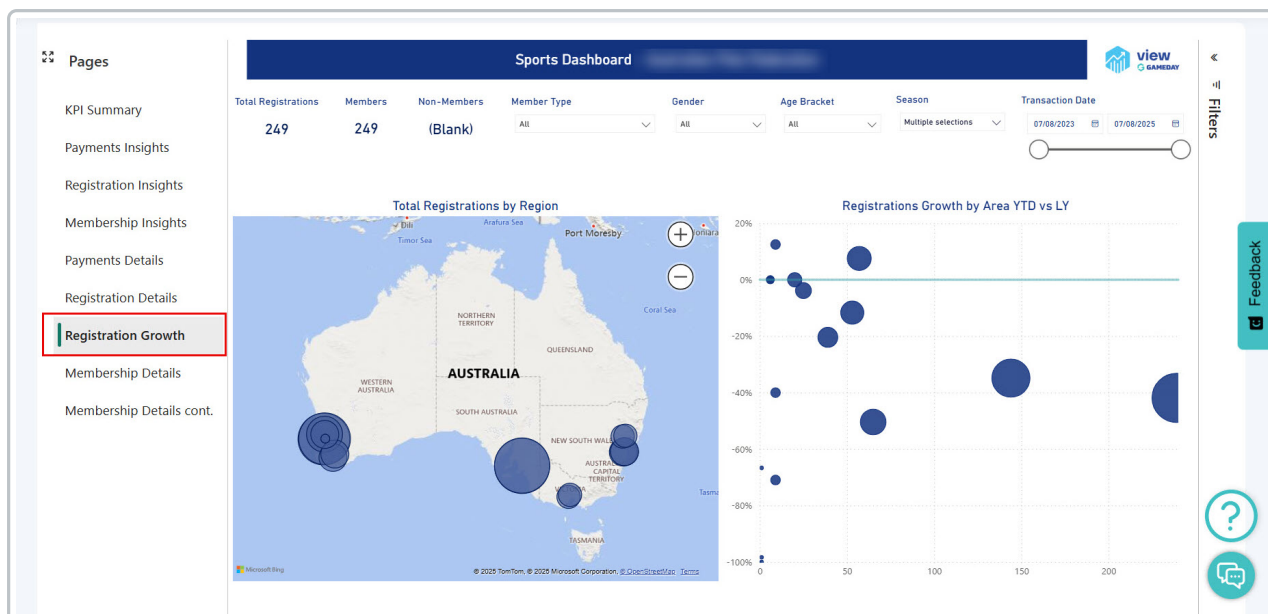 Pages
KPI Summary
Payments Insights
Registration Insights
Membership Insights
Payments Details
Registration Details
Registration Growth
Membership Details
Membership Details cont.
Sports Dashboard
view
GAMEDAY
Total Registrations
249
Members
249
Non-Members
(Blank)
Member Type
All
Gender
All
Age Bracket
All
Season
Multiple selections
Transaction Date
07/08/2023
07/08/2025
Filters
Total Registrations by Region
Dili
Arafura Sea
Timor Sea
Port Moresby
Honiara
Coral Sea
NORTHERN
TERRITORY
QUEENSLAND
AUSTRALIA
WESTERN
AUSTRALIA
SOUTH AUSTRALIA
NEW SOUTH WAL
AUSTRAL
CAPITAL
TERRITORY
Tasma
TASMANIA
Microsoft Bing
© 2025 TomTom, © 2025 Microsoft Corporation, © OpenStreetMap Terms
Registrations Growth by Area YTD vs LY
20%
0%
-20%
-40%
-60%
-80%
-100%
0
50
100
150
200
Feedback
?